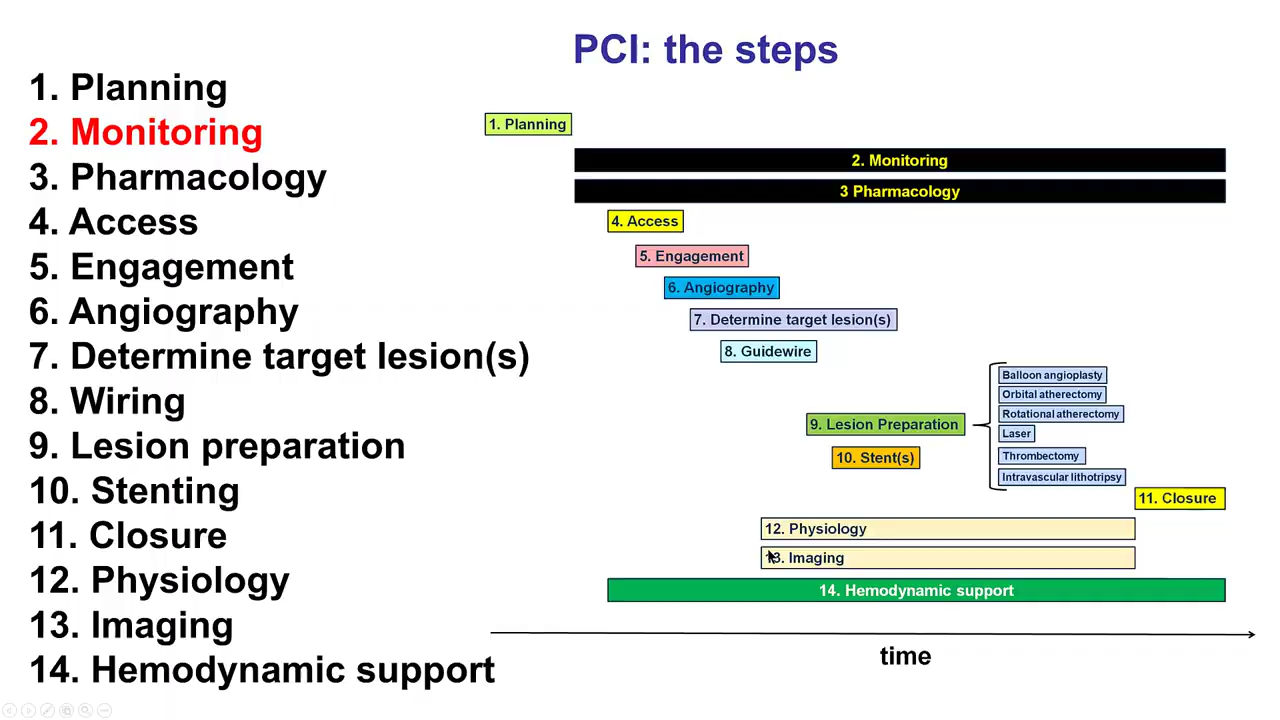 PCI: the steps
1. Planning
2. Monitoring
3. Pharmacology
4. Access
5. Engagement
6. Angiography
7. Determine target lesion(s)
8. Wiring
9. Lesion preparation
10. Stenting
11. Closure
12. Physiology
13. Imaging
14. Hemodynamic support
1. Planning
2. Monitoring
3 Pharmacology
4. Access
5. Engagement
6. Angiography
7. Determine target lesion(s)
8. Guidewire
9. Lesion Preparation
Balloon angioplasty
Orbital atherectomy
Rotational atherectomy
Laser
Thrombectomy
Intravascular lithotripsy
10. Stent(s)
11. Closure
12. Physiology
13. Imaging
14. Hemodynamic support
time